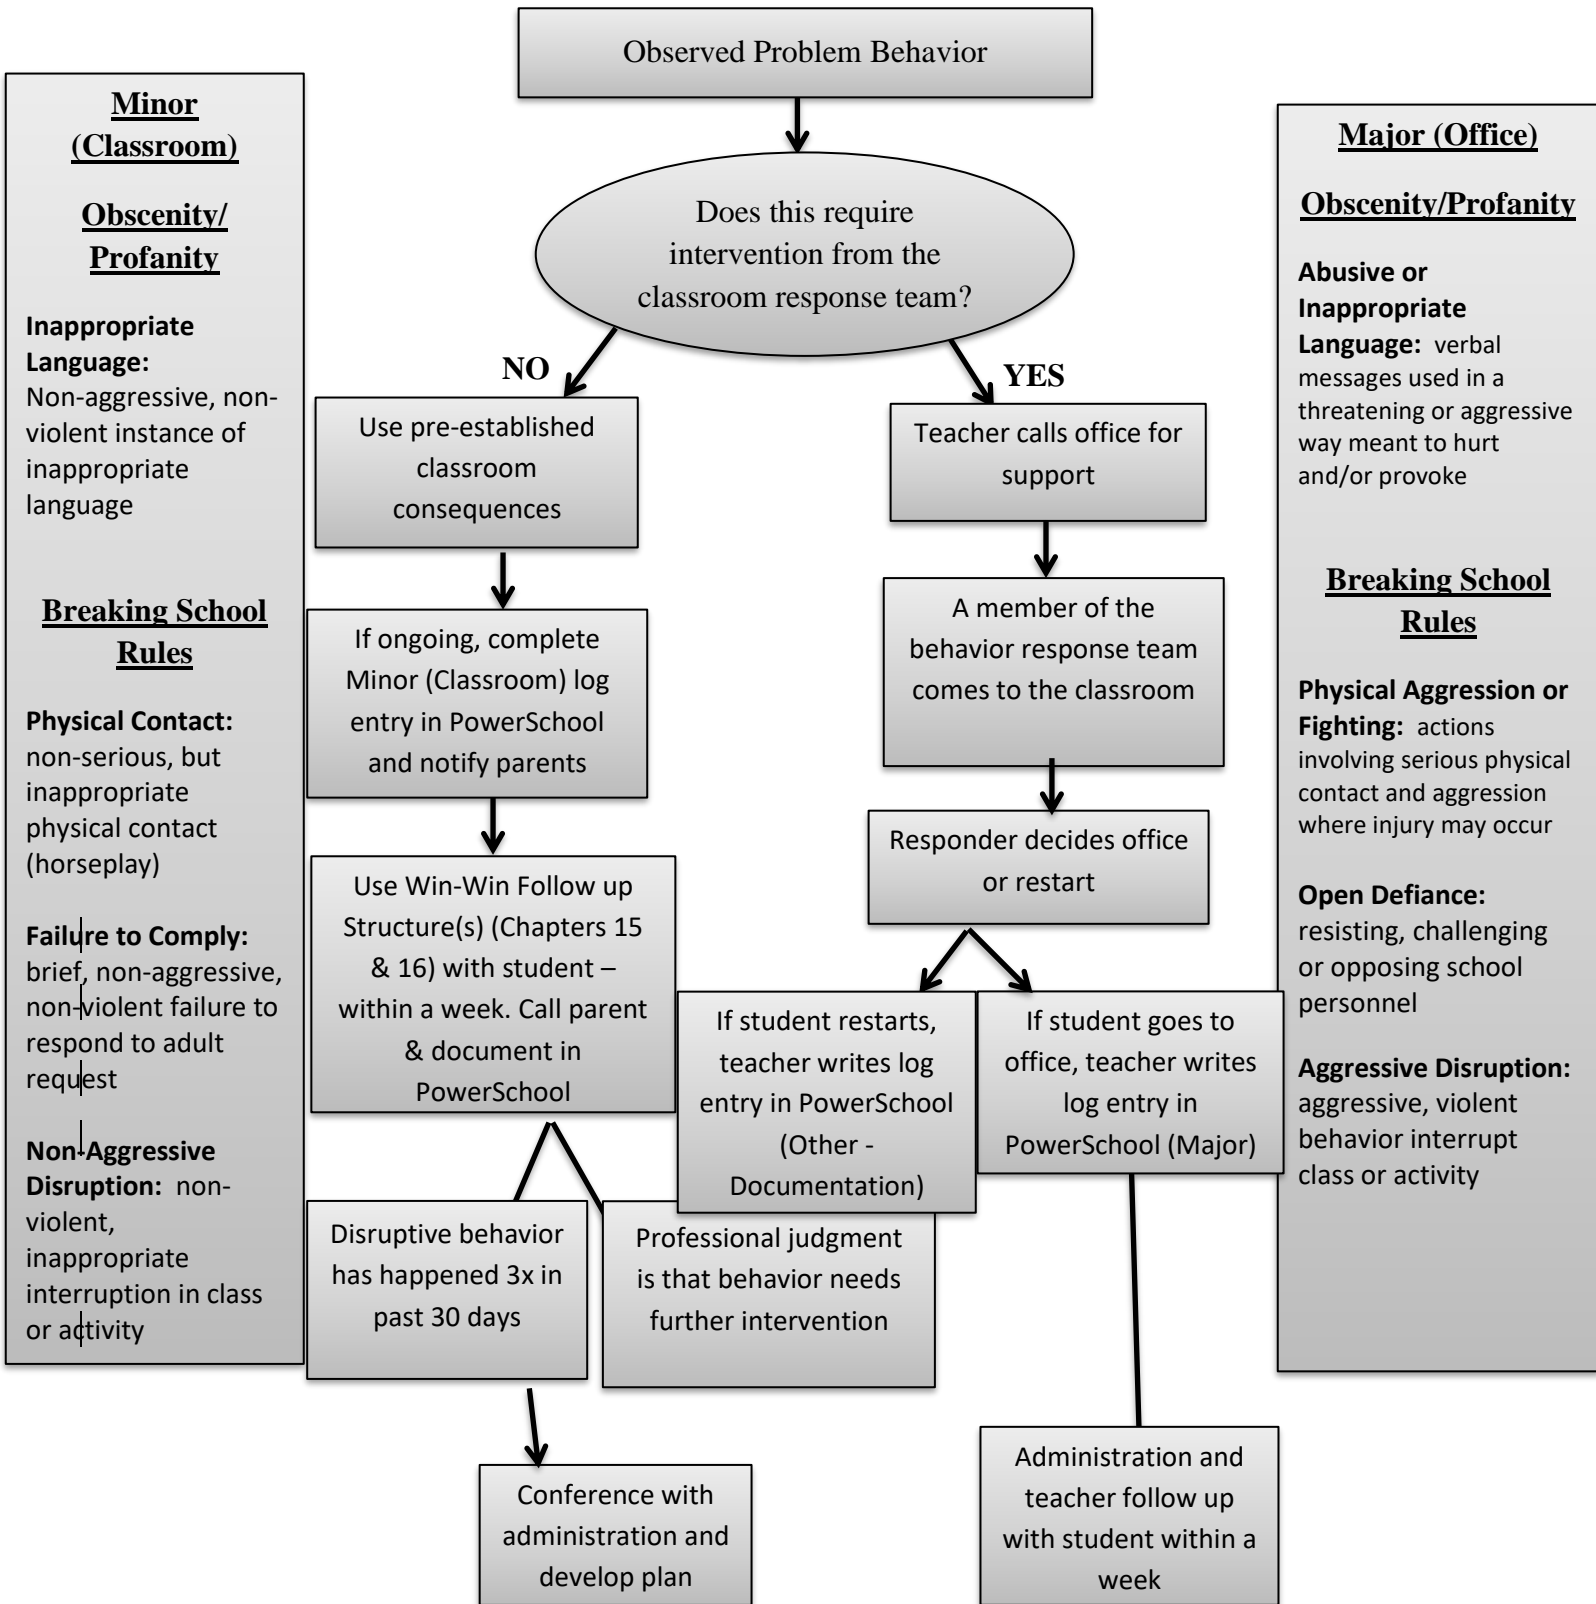 Observed Problem Behavior
Minor
(Classroom)
Obscenity/
Profanity
Inappropriate
Language:
Non-aggressive, non-
violent instance of
inappropriate
language
Breaking School
Rules
Physical Contact:
non-serious, but
inappropriate
physical contact
(horseplay)
Failure to Comply:
brief, non-aggressive,
non-violent failure to
respond to adult
request
Non-Aggressive
Disruption: non-
violent,
inappropriate
interruption in class
or activity
Does this require
intervention from the
classroom response team?
NO
Use pre-established
classroom
consequences
If ongoing, complete
Minor (Classroom) log
entry in PowerSchool
and notify parents
Use Win-Win Follow up
Structure(s) (Chapters 15
& 16) with student –
within a week. Call parent
& document in
PowerSchool
Disruptive behavior
has happened 3x in
past 30 days
Professional judgment
is that behavior needs
further intervention
Conference with
administration and
develop plan
YES
Teacher calls office for
support
A member of the
behavior response team
comes to the classroom
Responder decides office
or restart
If student restarts,
teacher writes log
entry in PowerSchool
(Other -
Documentation)
If student goes to
office, teacher writes
log entry in
PowerSchool (Major)
Administration and
teacher follow up
with student within a
week
Major (Office)
Obscenity/Profanity
Abusive or
Inappropriate
Language: verbal
messages used in a
threatening or aggressive
way meant to hurt
and/or provoke
Breaking School
Rules
Physical Aggression or
Fighting: actions
involving serious physical
contact and aggression
where injury may occur
Open Defiance:
resisting, challenging
or opposing school
personnel
Aggressive Disruption:
aggressive, violent
behavior interrupt
class or activity